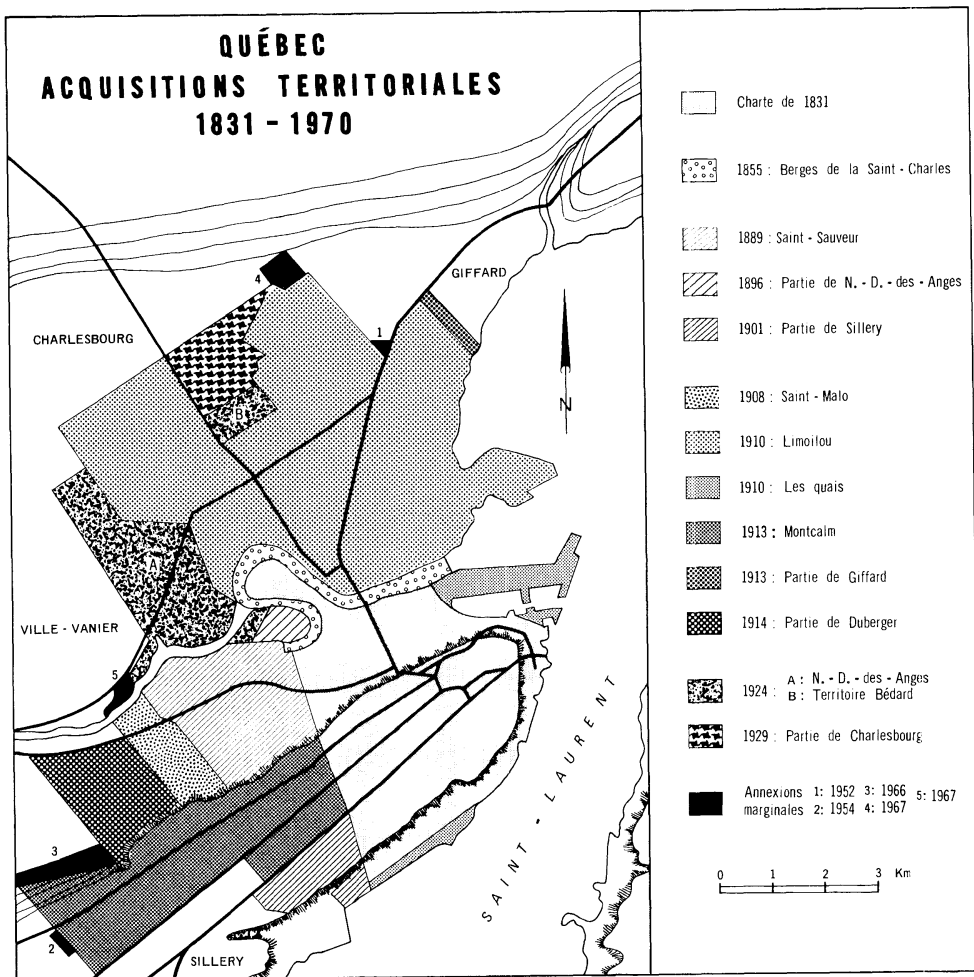 QUÉBEC
ACQUISITIONS TERRITORIALES
1831 - 1970
GIFFARD
4
CHARLESBOURG
1
B
N
A
VILLE - VANIER
5
3
2
SILLERY
SAINT - LAURENT
Charte de 1831
1855 : Berges de la Saint - Charles
1889 : Saint - Sauveur
1896 : Partie de N. - D. - des - Anges
1901 : Partie de Sillery
1908 : Saint - Malo
1910 : Limoilou
1910 : Les quais
1913 : Montcalm
1913 : Partie de Giffard
1914 : Partie de Duberger
1924 : A : N. - D. - des - Anges
B : Territoire Bédard
1929 : Partie de Charlesbourg
Annexions 1: 1952 3: 1966 5: 1967
marginales 2: 1954 4: 1967
0 1 2 3 Km